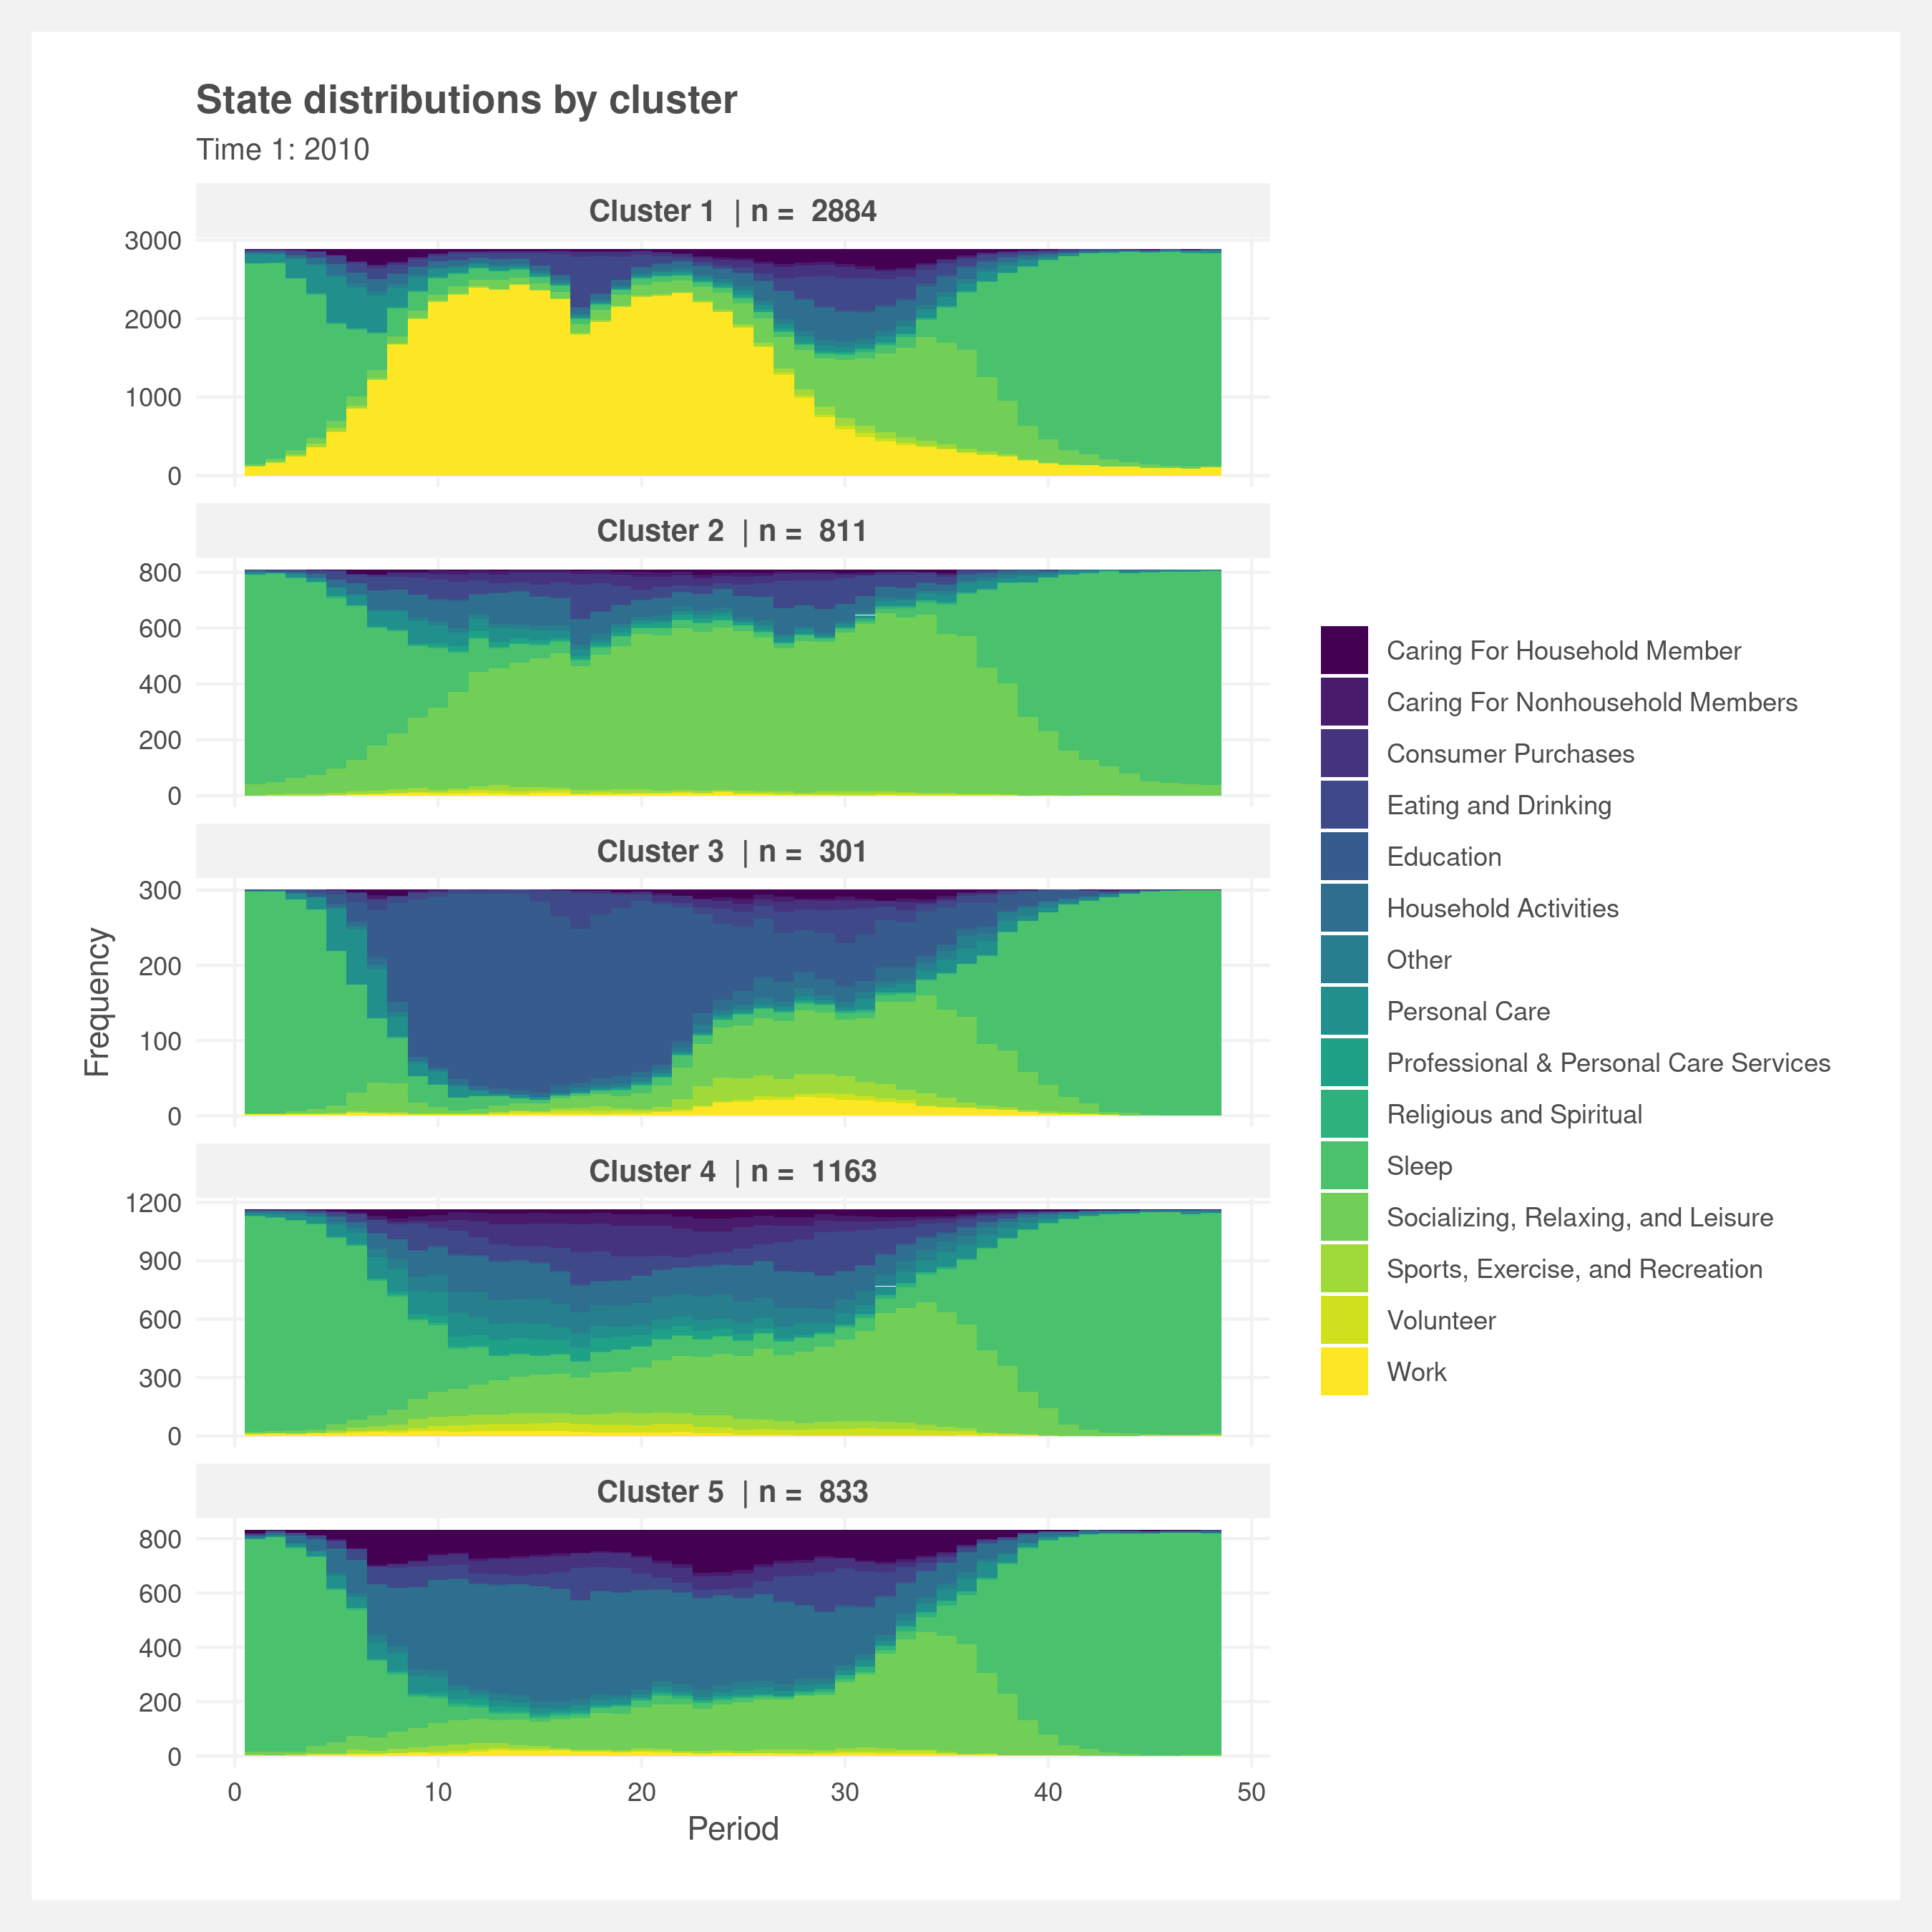 State distributions by cluster
Time 1: 2010
Cluster 1 | n = 2884
3000
2000
1000
0
Cluster 2 | n = 811
800
600
400
200
0
Cluster 3 | n = 301
300
200
100
0
Cluster 4 | n = 1163
1200
900
600
300
0
Cluster 5 | n = 833
800
600
400
200
0
0 10 20 30 40 50
Period
Frequency
Caring For Household Member
Caring For Nonhousehold Members
Consumer Purchases
Eating and Drinking
Education
Household Activities
Other
Personal Care
Professional & Personal Care Services
Religious and Spiritual
Sleep
Socializing, Relaxing, and Leisure
Sports, Exercise, and Recreation
Volunteer
Work